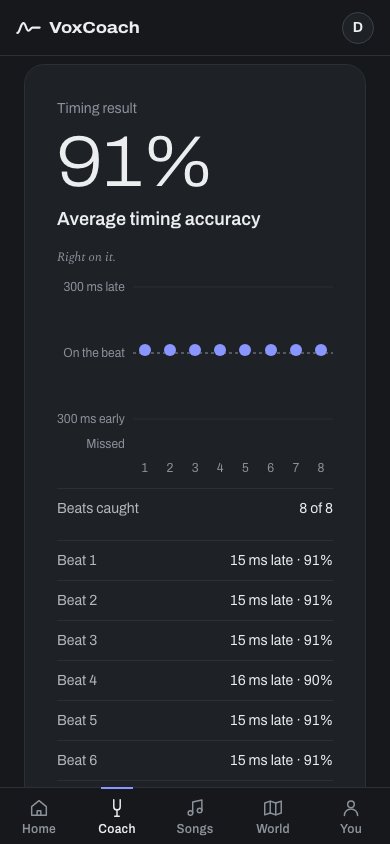 VoxCoach
D
Timing result
91%
Average timing accuracy
Right on it.
300 ms late
On the beat
300 ms early
Missed
1 2 3 4 5 6 7 8
Beats caught 8 of 8
Beat 1 15 ms late · 91%
Beat 2 15 ms late · 91%
Beat 3 15 ms late · 91%
Beat 4 16 ms late · 90%
Beat 5 15 ms late · 91%
Beat 6 15 ms late · 91%
Home Coach Songs World You